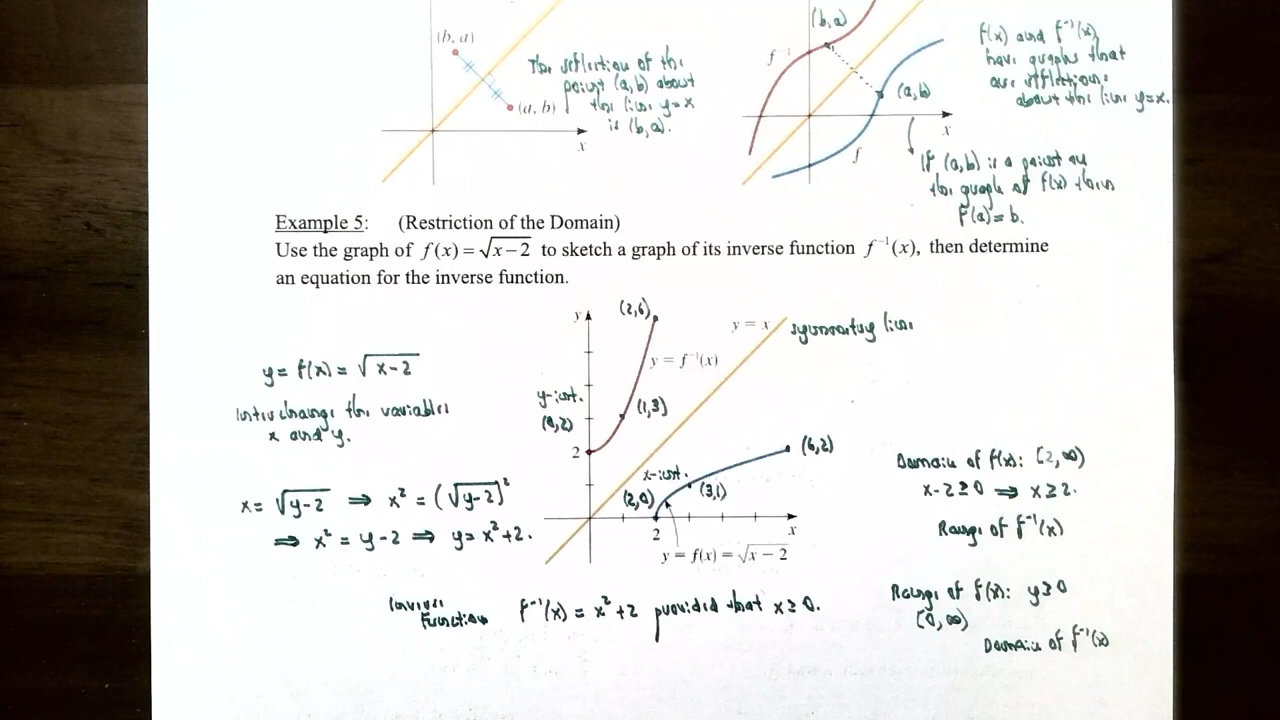 (b, a)
(a, b)
x
The reflection of the
point (a, b) about
the line y=x
is (b, a).
(b, a)
f⁻¹
(a, b)
x
f
f(x) and f⁻¹(x)
have graphs that
are reflections
about the line y=x.
If (a, b) is a point on
the graph of f(x) then
f(a)=b.
Example 5: (Restriction of the Domain)
Use the graph of f(x) = √x−2 to sketch a graph of its inverse function f⁻¹(x), then determine
an equation for the inverse function.
y = f(x) = √x-2
Interchange the variables
x and y.
x = √y-2 ⇒ x² = (√y-2)²
⇒ x² = y-2 ⇒ y = x²+2.
y
(2,6)
y = x
symmetry line
y = f⁻¹(x)
y-int.
(0,2)
(1,3)
2
x-int.
(2,0)
(3,1)
(6,2)
2
x
y = f(x) = √x − 2
Domain of f(x): [2, ∞)
x-2≥0 ⇒ x≥2.
Range of f⁻¹(x)
Range of f(x): y≥0
[0, ∞)
Domain of f⁻¹(x)
Inverse
Function
f⁻¹(x) = x²+2 provided that x≥0.